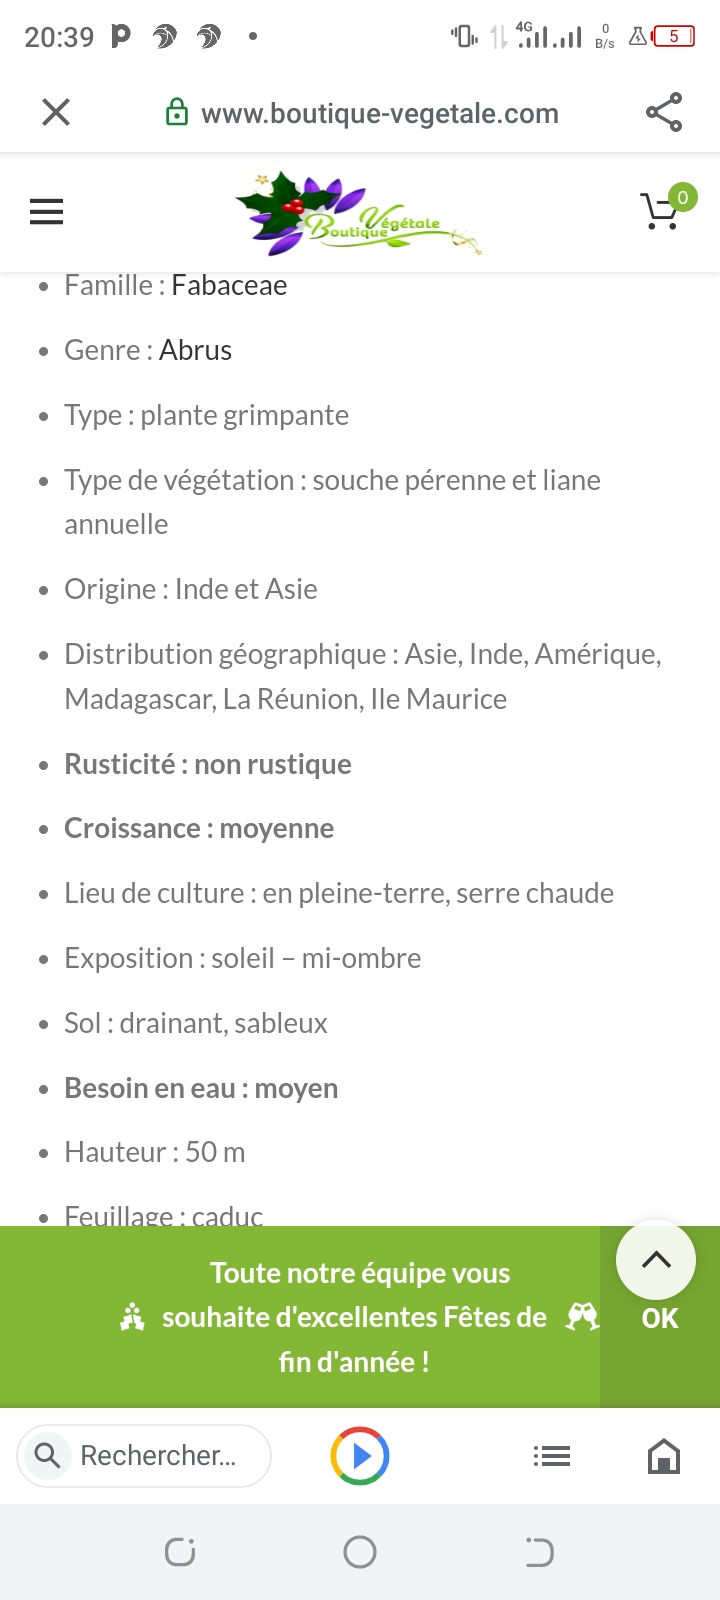 20:39
4G
0
B/s
5
www.boutique-vegetale.com
Boutique Végétale
0
Famille : Fabaceae
Genre : Abrus
Type : plante grimpante
Type de végétation : souche pérenne et liane
annuelle
Origine : Inde et Asie
Distribution géographique : Asie, Inde, Amérique,
Madagascar, La Réunion, Ile Maurice
Rusticité : non rustique
Croissance : moyenne
Lieu de culture : en pleine-terre, serre chaude
Exposition : soleil – mi-ombre
Sol : drainant, sableux
Besoin en eau : moyen
Hauteur : 50 m
Feuillage : caduc
Toute notre équipe vous
souhaite d'excellentes Fêtes de
fin d'année !
OK
Rechercher...